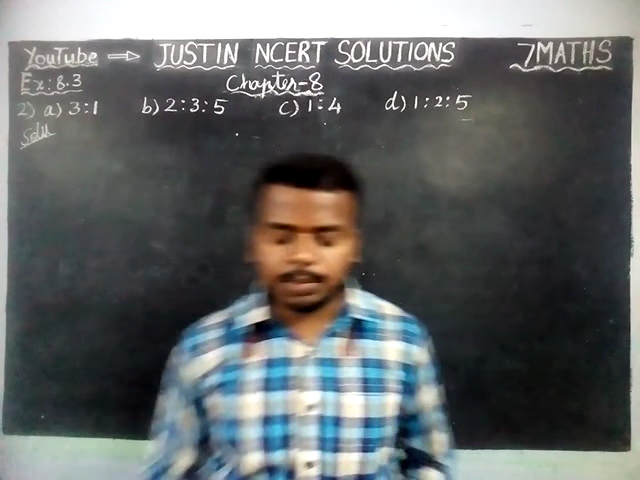 YouTube ⇒ JUSTIN NCERT SOLUTIONS 7MATHS
Ex: 8.3 Chapter-8
2) a) 3:1 b) 2:3:5 c) 1:4 d) 1:2:5
Solu